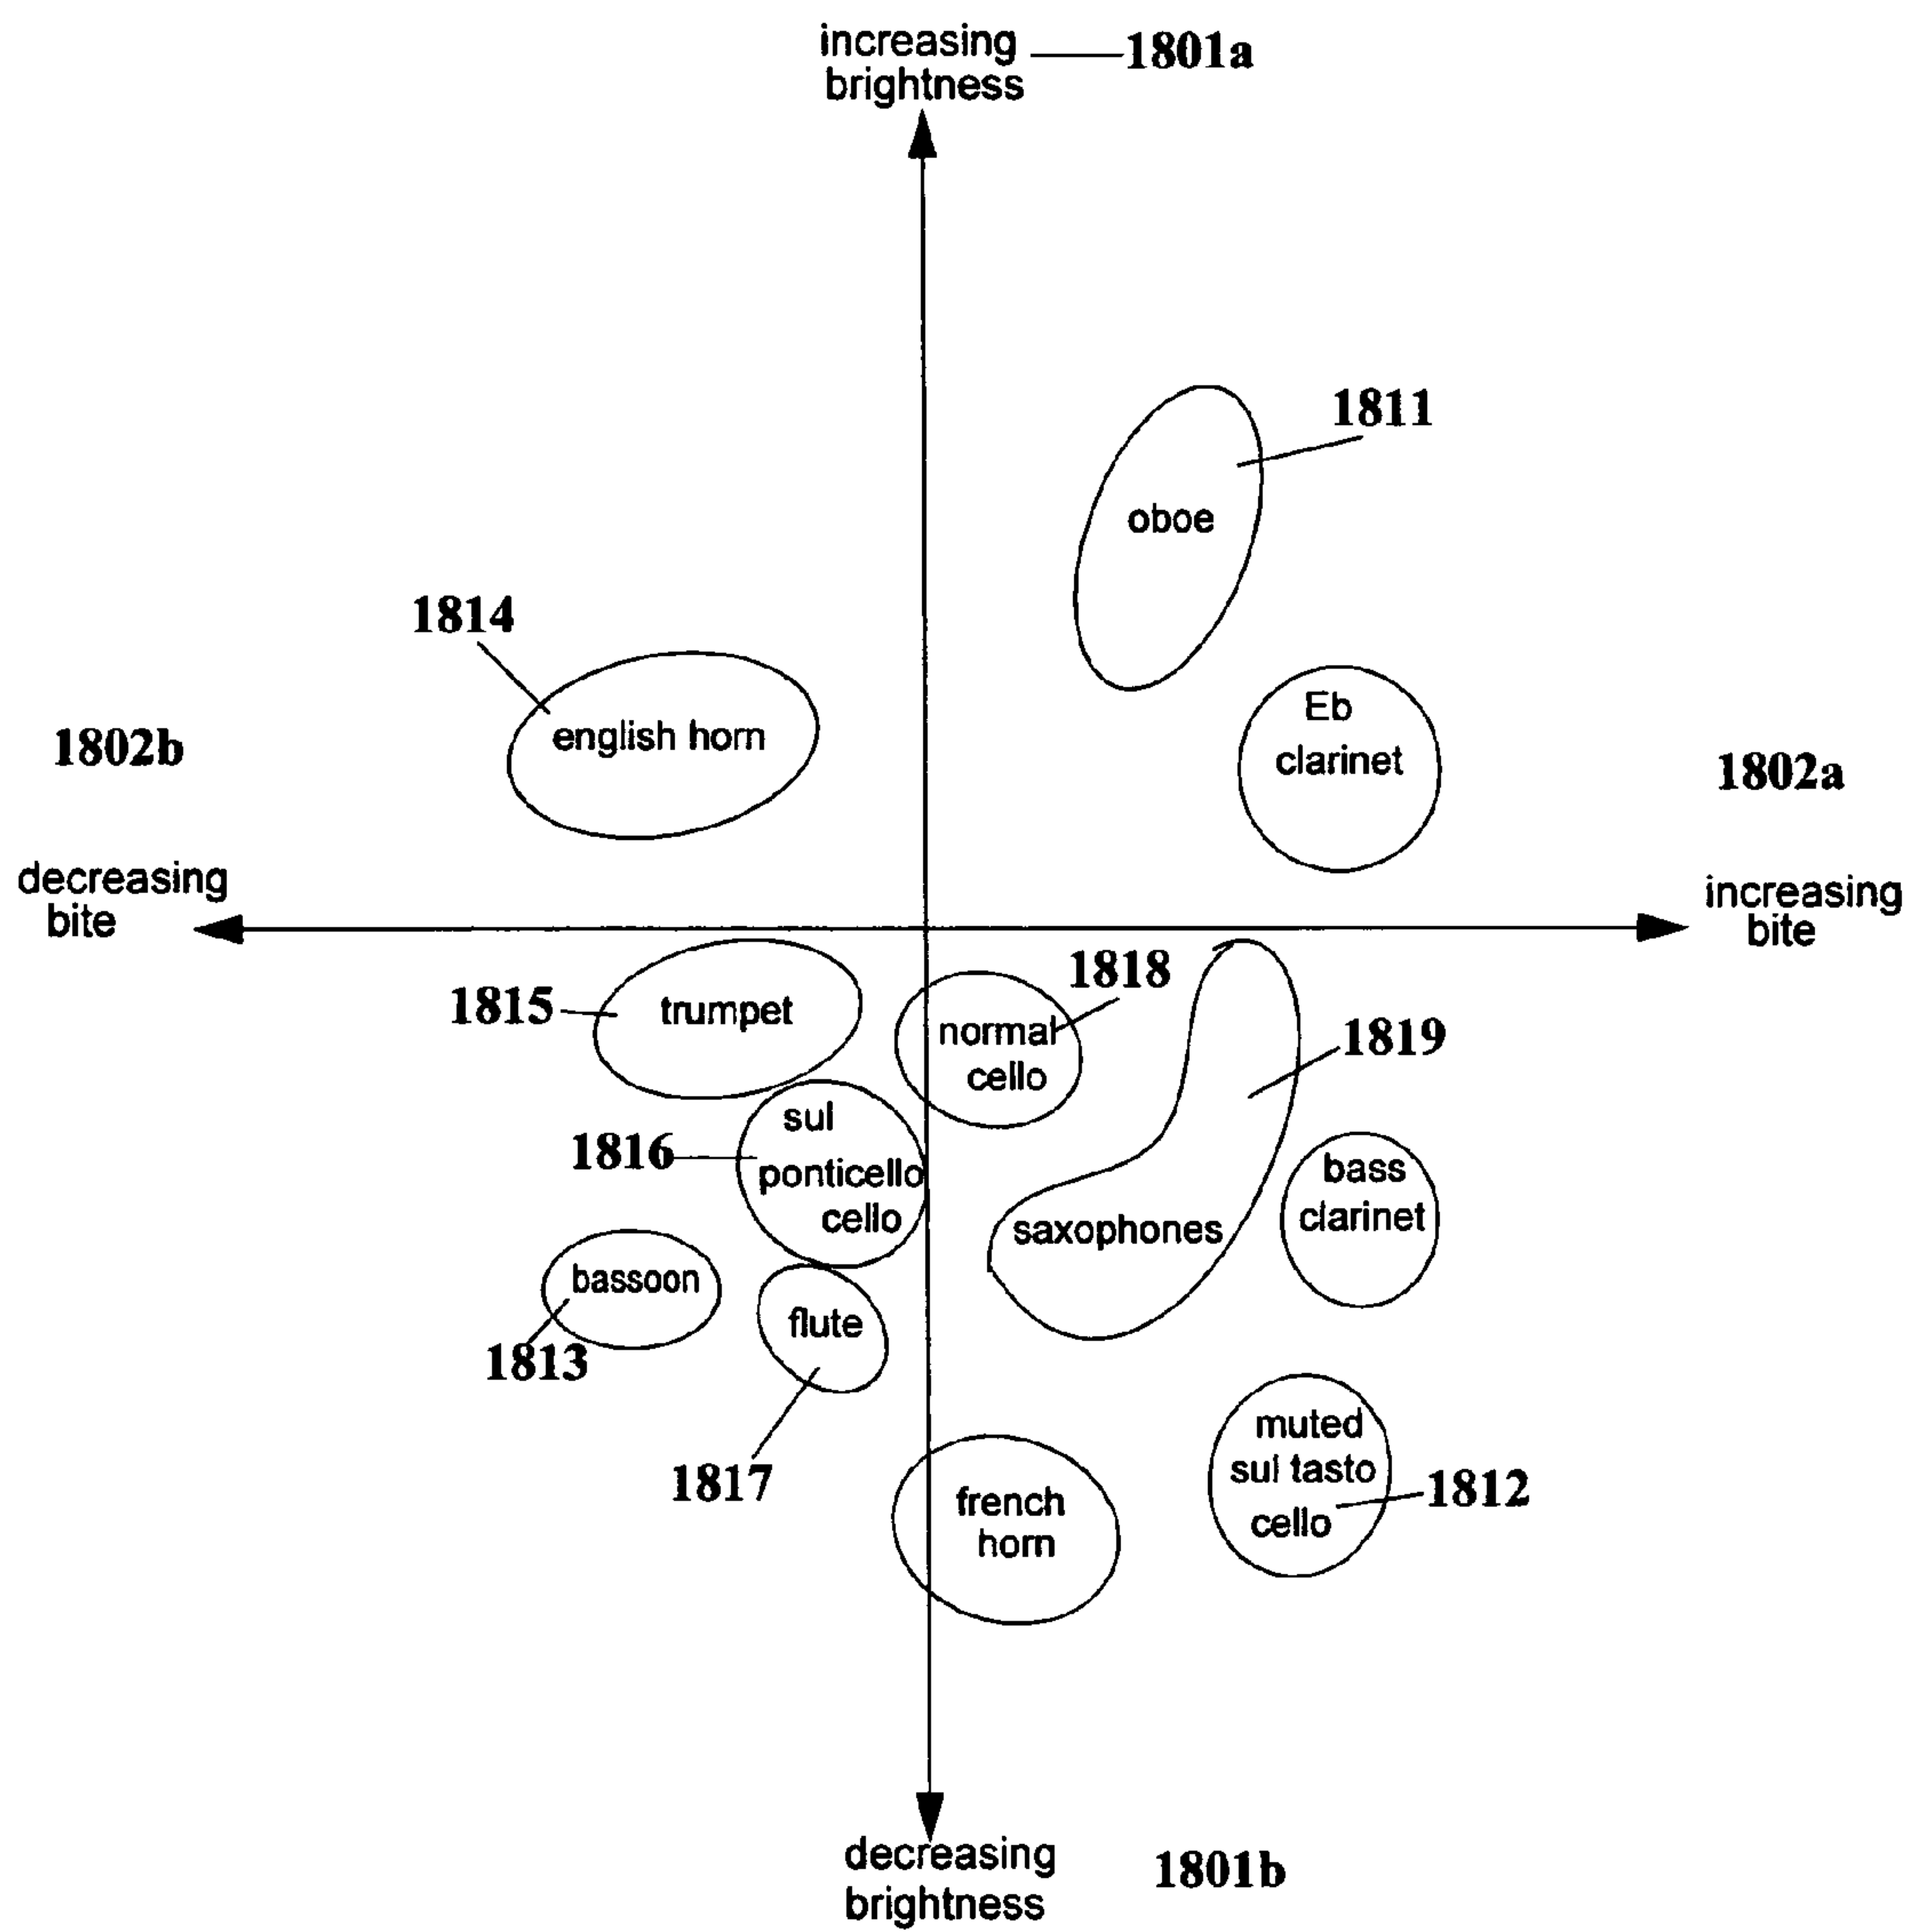 increasing
brightness
1801a
1811
oboe
1814
english horn
Eb
clarinet
1802b
1802a
decreasing
bite
increasing
bite
1815
trumpet
1818
normal
cello
1819
sul
ponticello
cello
1816
saxophones
bass
clarinet
bassoon
1813
flute
1817
muted
sul tasto
cello
1812
french
horn
decreasing
brightness
1801b